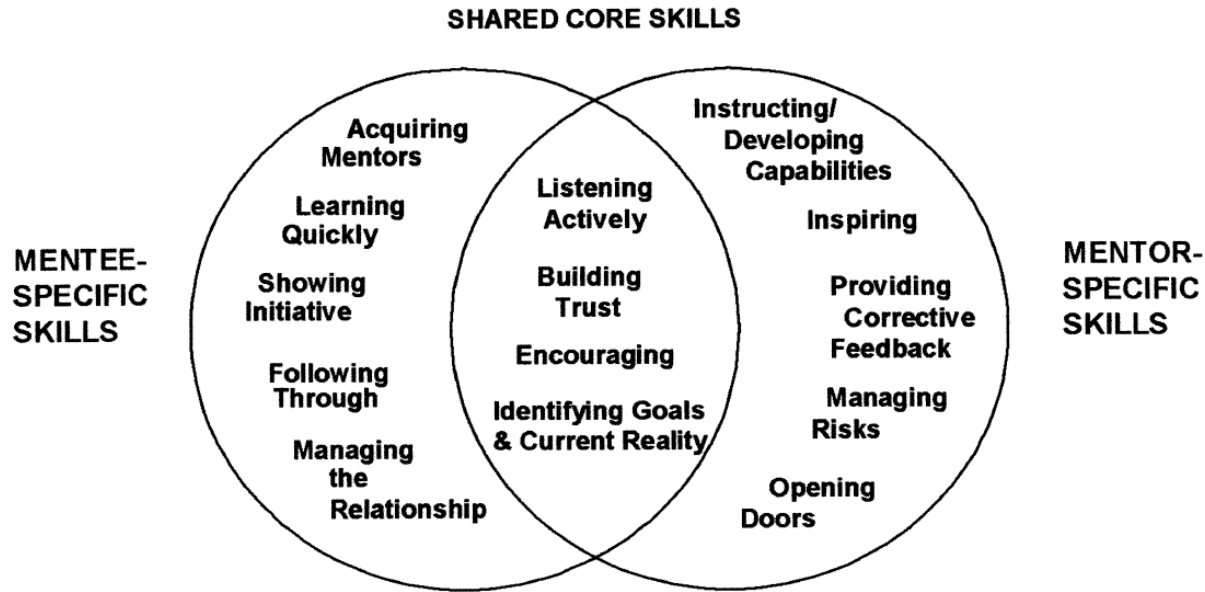 SHARED CORE SKILLS
MENTEE-
SPECIFIC
SKILLS
Acquiring
Mentors
Learning
Quickly
Showing
Initiative
Following
Through
Managing
the
Relationship
Listening
Actively
Building
Trust
Encouraging
Identifying Goals
& Current Reality
Instructing/
Developing
Capabilities
Inspiring
Providing
Corrective
Feedback
Managing
Risks
Opening
Doors
MENTOR-
SPECIFIC
SKILLS